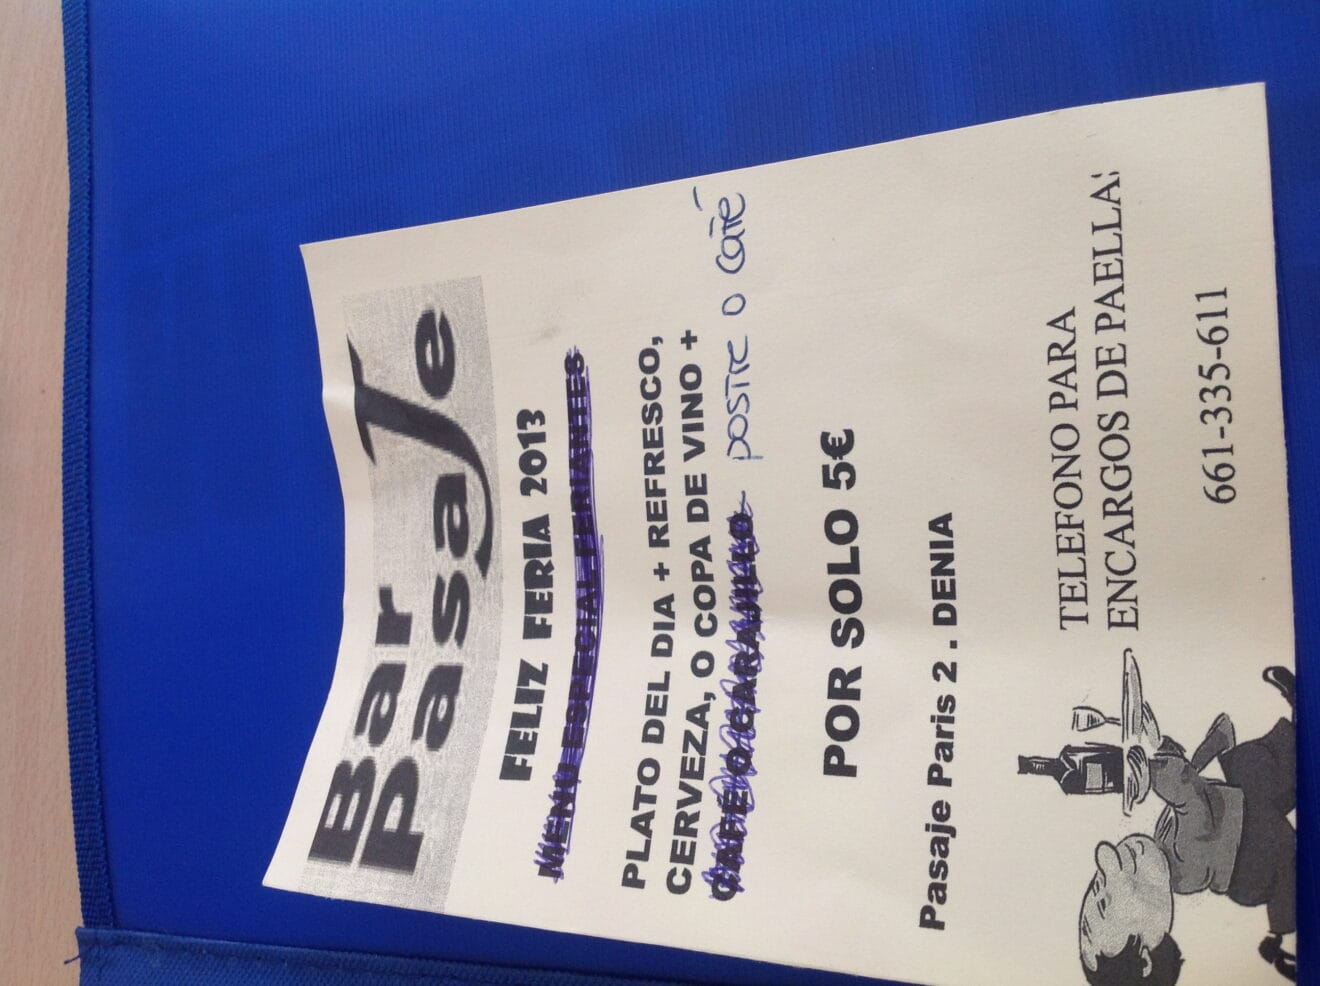 Bar
PasaJe
FELIZ FERIA 2013
MENU ESPECIAL FERIANTES
PLATO DEL DIA + REFRESCO,
CERVEZA, O COPA DE VINO +
CAFE O CARAJILLO postre o café
POR SOLO 5€
Pasaje Paris 2 . DENIA
TELEFONO PARA
ENCARGOS DE PAELLA:
661-335-611